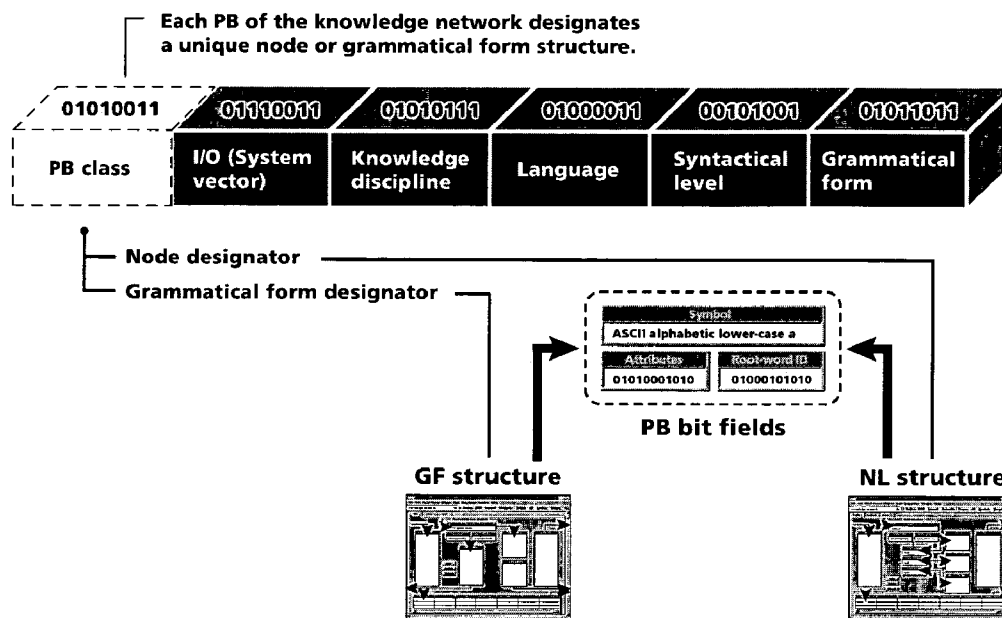 Each PB of the knowledge network designates
a unique node or grammatical form structure.
01010011 01110011 01010111 01000011 00101001 01011011
PB class
I/O (System
vector)
Knowledge
discipline
Language
Syntactical
level
Grammatical
form
Node designator
Grammatical form designator
Symbol
ASCII alphabetic lower-case a
Attributes Root-word ID
01010001010 01000101010
PB bit fields
GF structure
NL structure